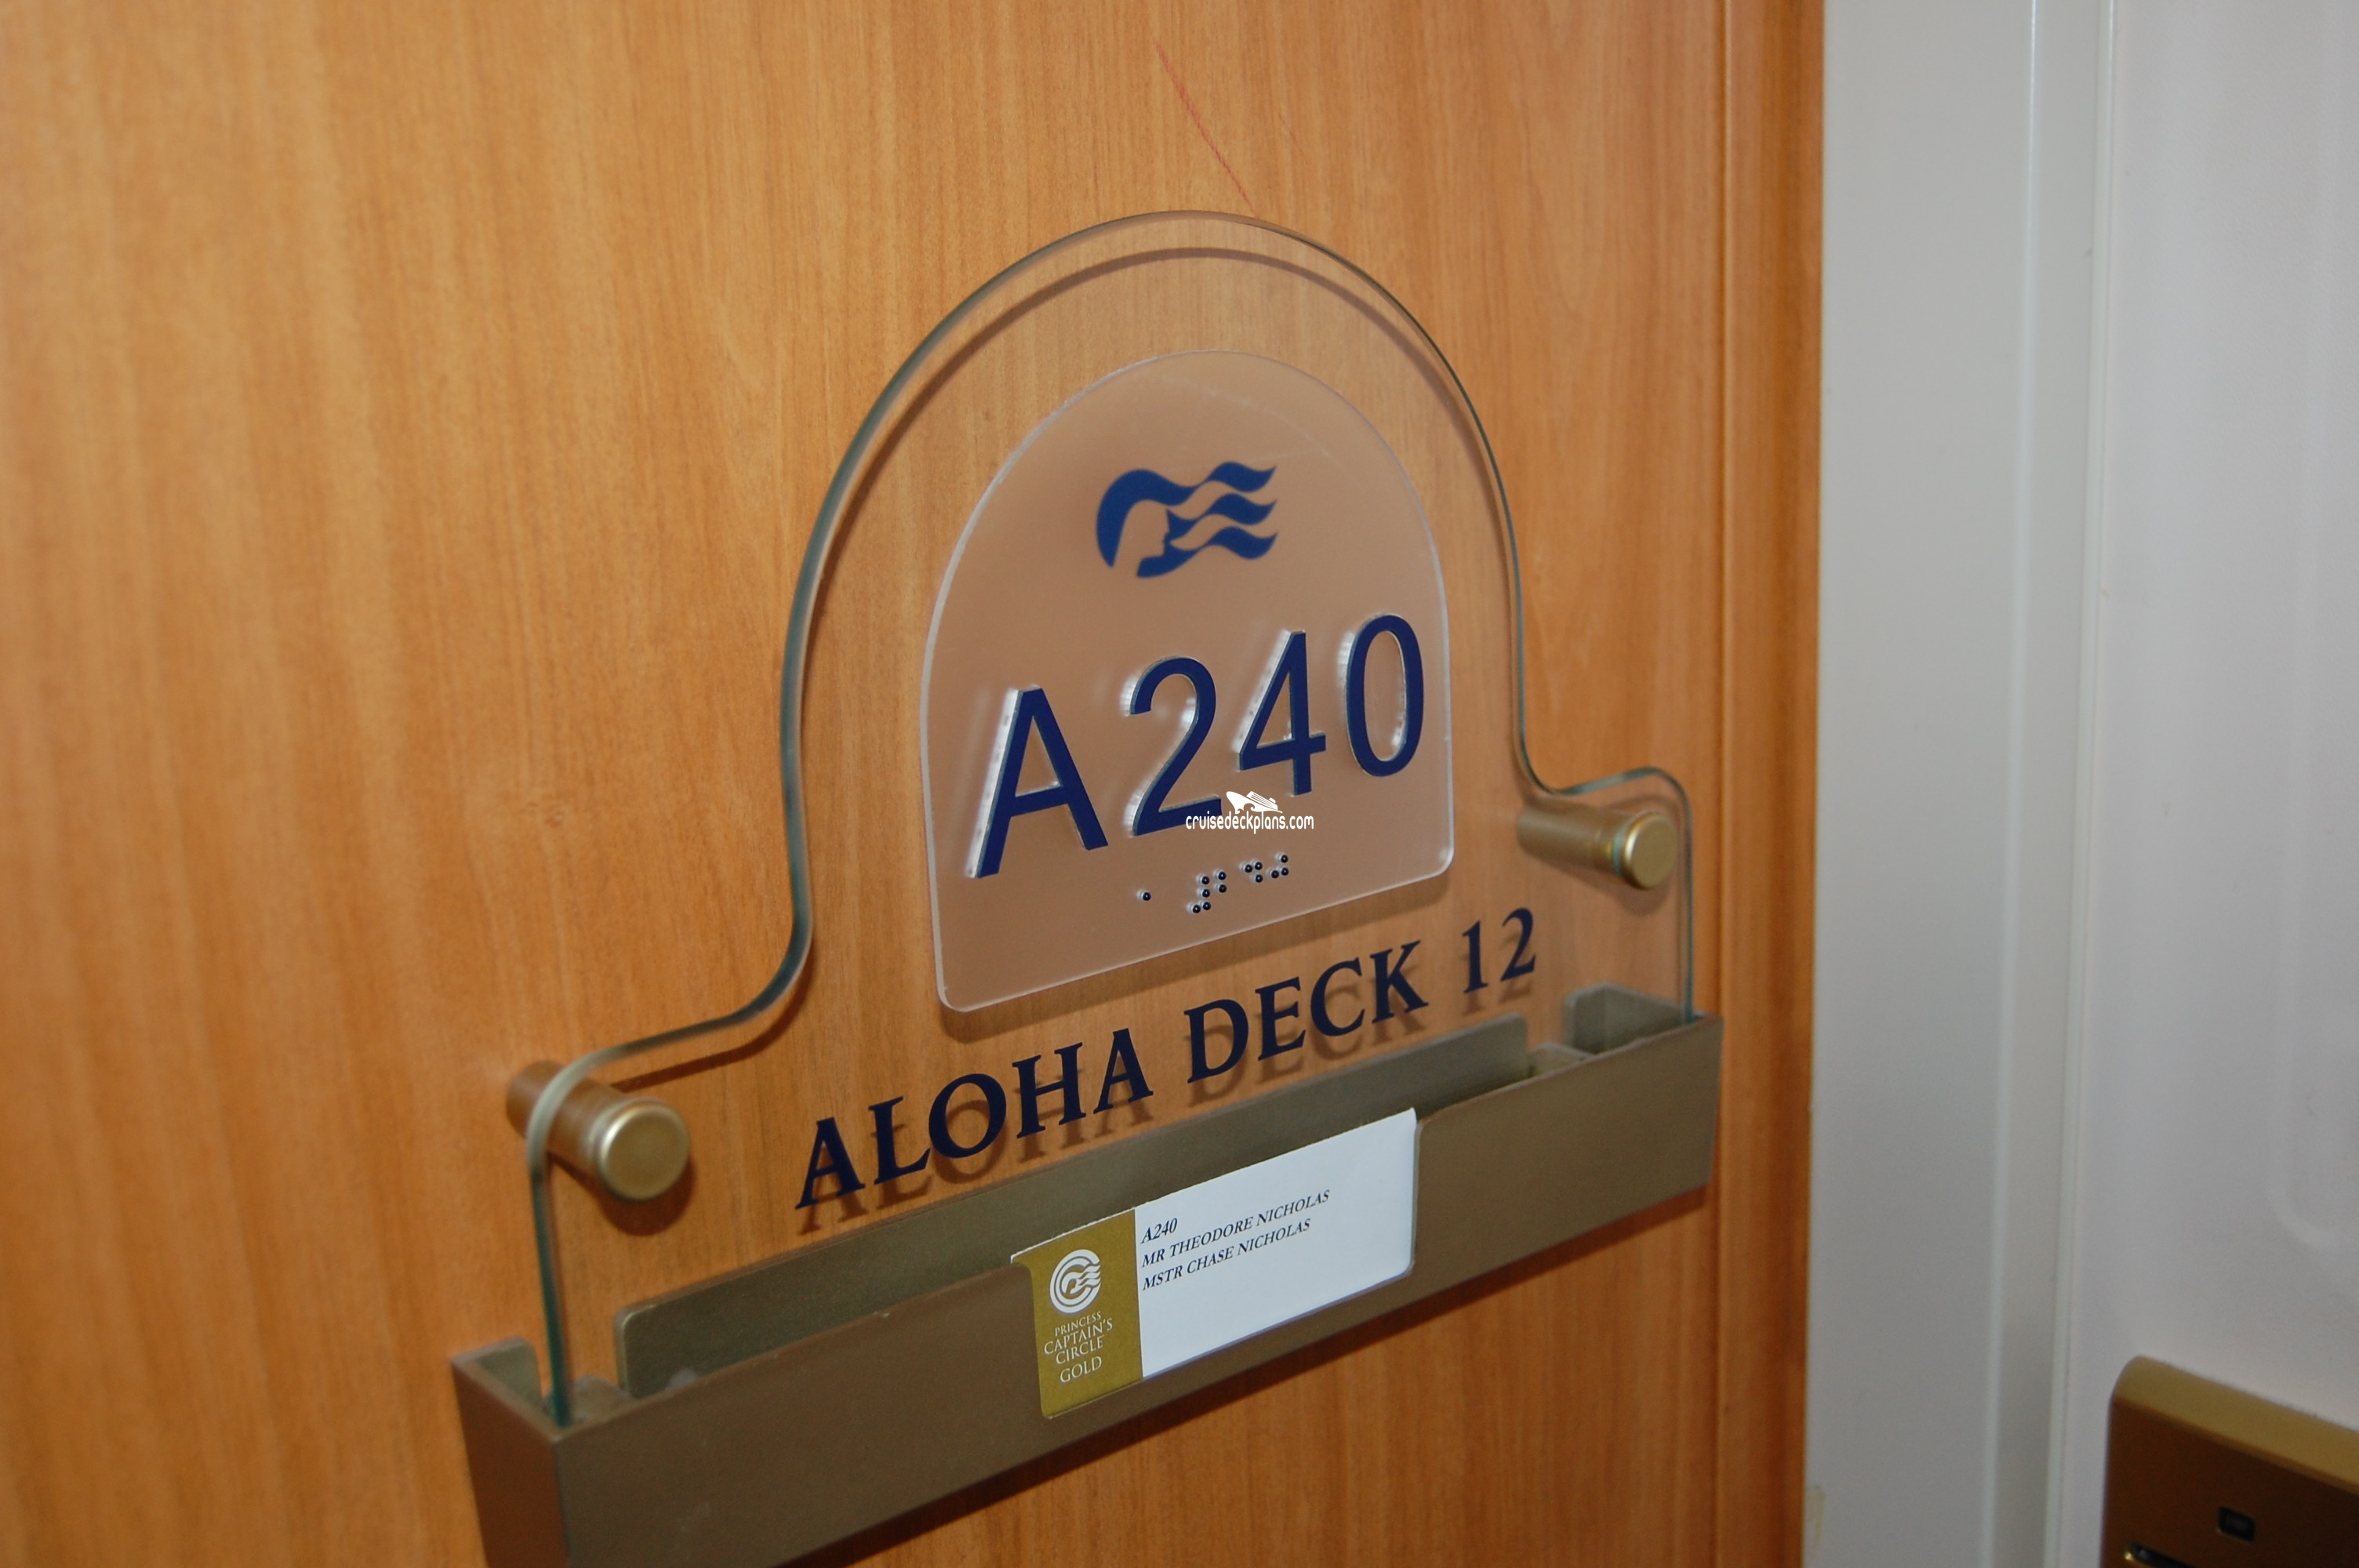 A240
cruisedeckplans.com
ALOHA DECK 12
A240
MR THEODORE NICHOLAS
MSTR CHASE NICHOLAS
PRINCESS
CAPTAIN'S
CIRCLE
GOLD